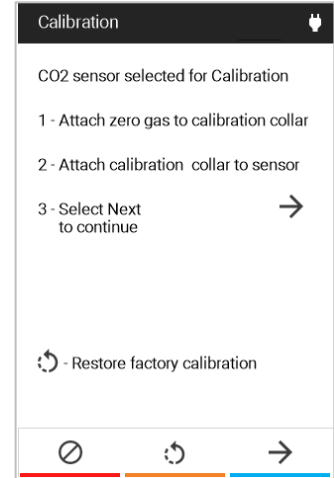 Calibration
CO2 sensor selected for Calibration
1 - Attach zero gas to calibration collar
2 - Attach calibration collar to sensor
3 - Select Next
to continue
- Restore factory calibration